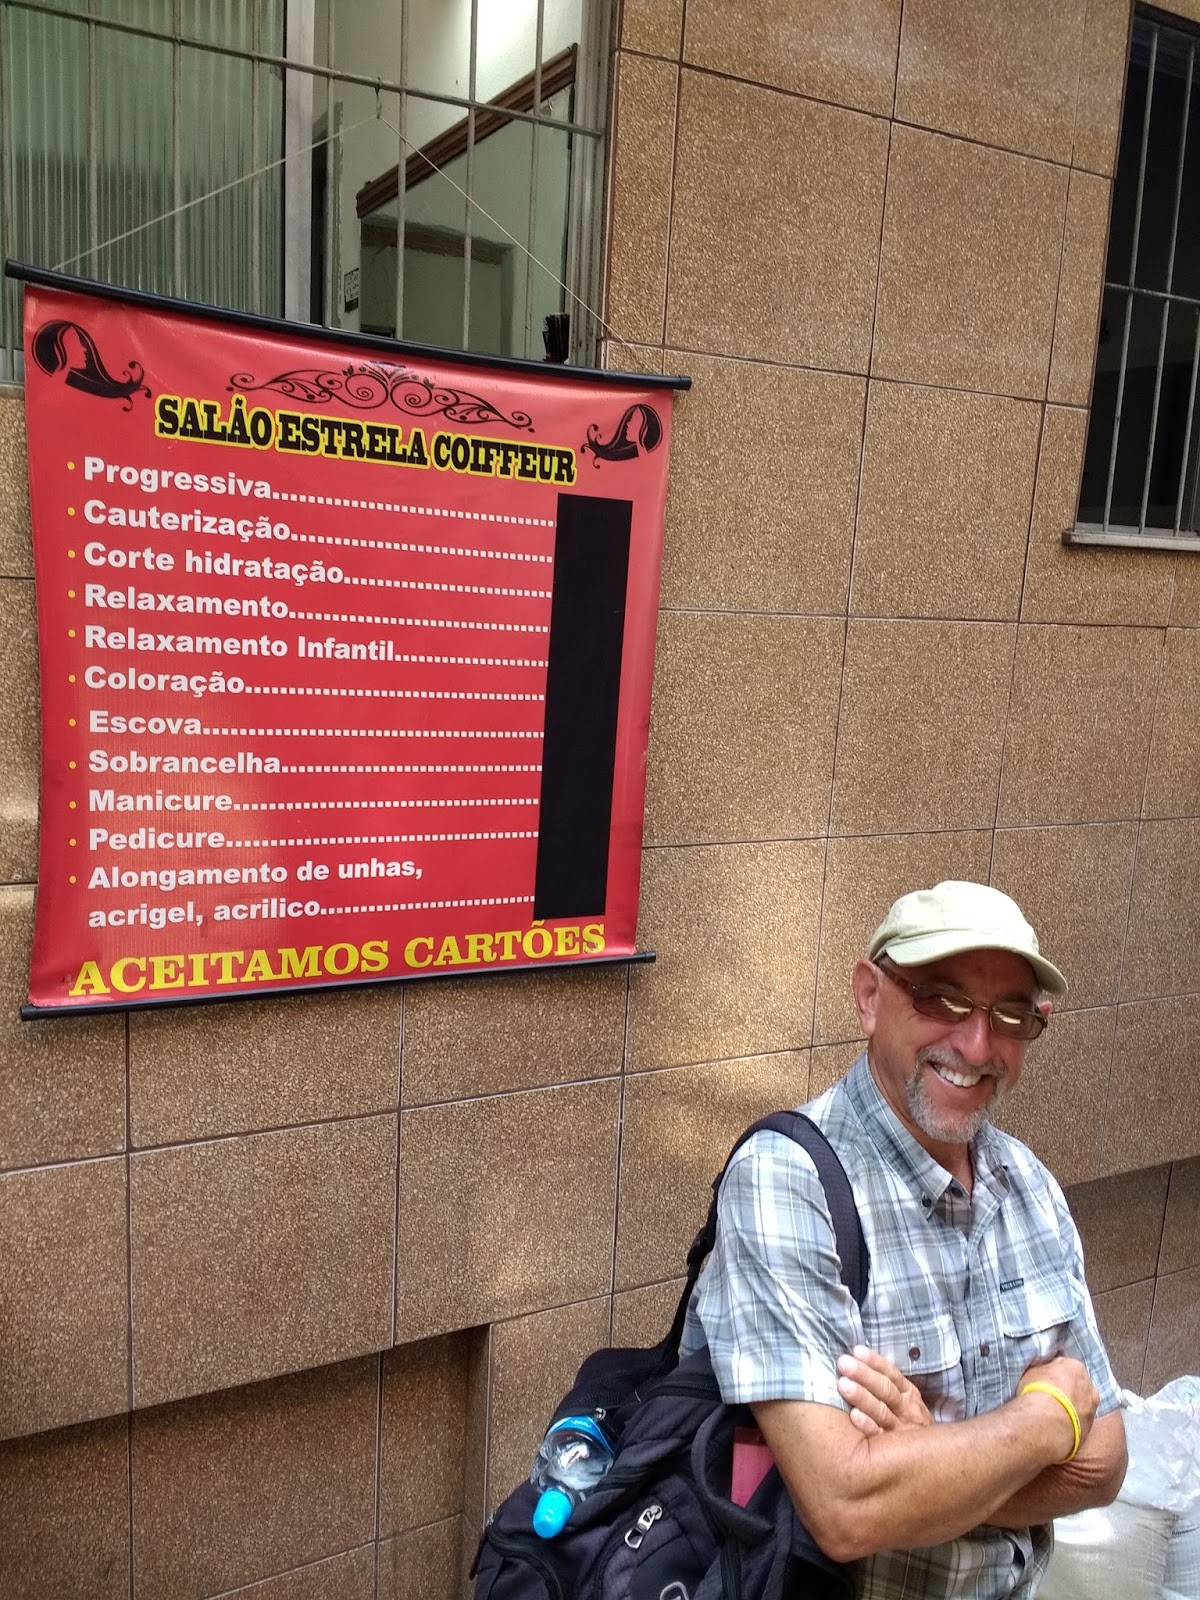 SALÃO ESTRELA COIFFEUR
• Progressiva................................
• Cauterização..............................
• Corte hidratação........................
• Relaxamento..............................
• Relaxamento Infantil..................
• Coloração..................................
• Escova.......................................
• Sobrancelha..............................
• Manicure...................................
• Pedicure....................................
• Alongamento de unhas,
acrigel, acrilico..........................
ACEITAMOS CARTÕES